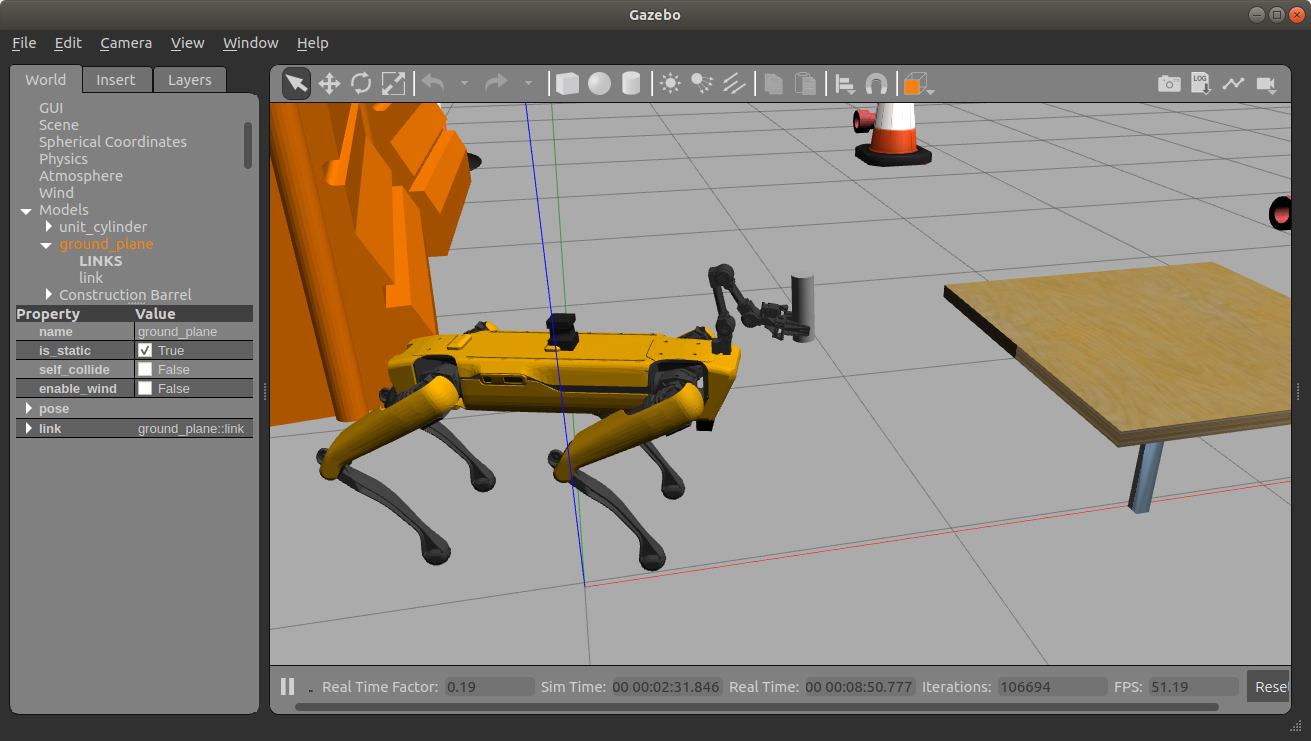 Gazebo
File Edit Camera View Window Help
World Insert Layers
GUI
Scene
Spherical Coordinates
Physics
Atmosphere
Wind
Models
unit_cylinder
ground_plane
LINKS
link
Construction Barrel
Property Value
name ground_plane
is_static True
self_collide False
enable_wind False
pose
link ground_plane::link
LOG
Real Time Factor: 0.19 Sim Time: 00 00:02:31.846 Real Time: 00 00:08:50.777 Iterations: 106694 FPS: 51.19 Rese